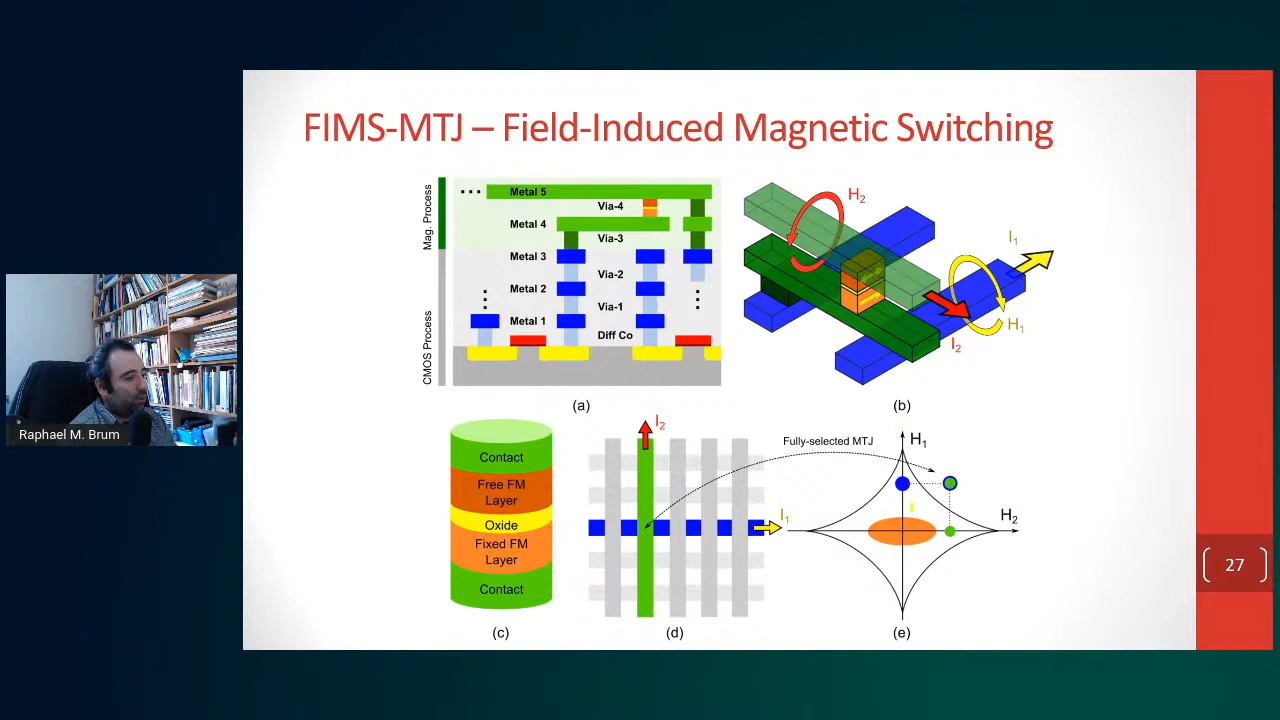 FIMS-MTJ – Field-Induced Magnetic Switching
Mag. Process
CMOS Process
Metal 5
Via-4
Metal 4
Via-3
Metal 3
Via-2
Metal 2
Via-1
Metal 1
Diff Co
(a)
H2
I1
H1
I2
(b)
Contact
Free FM
Layer
Oxide
Fixed FM
Layer
Contact
(c)
I2
I1
(d)
Fully-selected MTJ
H1
H2
(e)
27
Raphael M. Brum